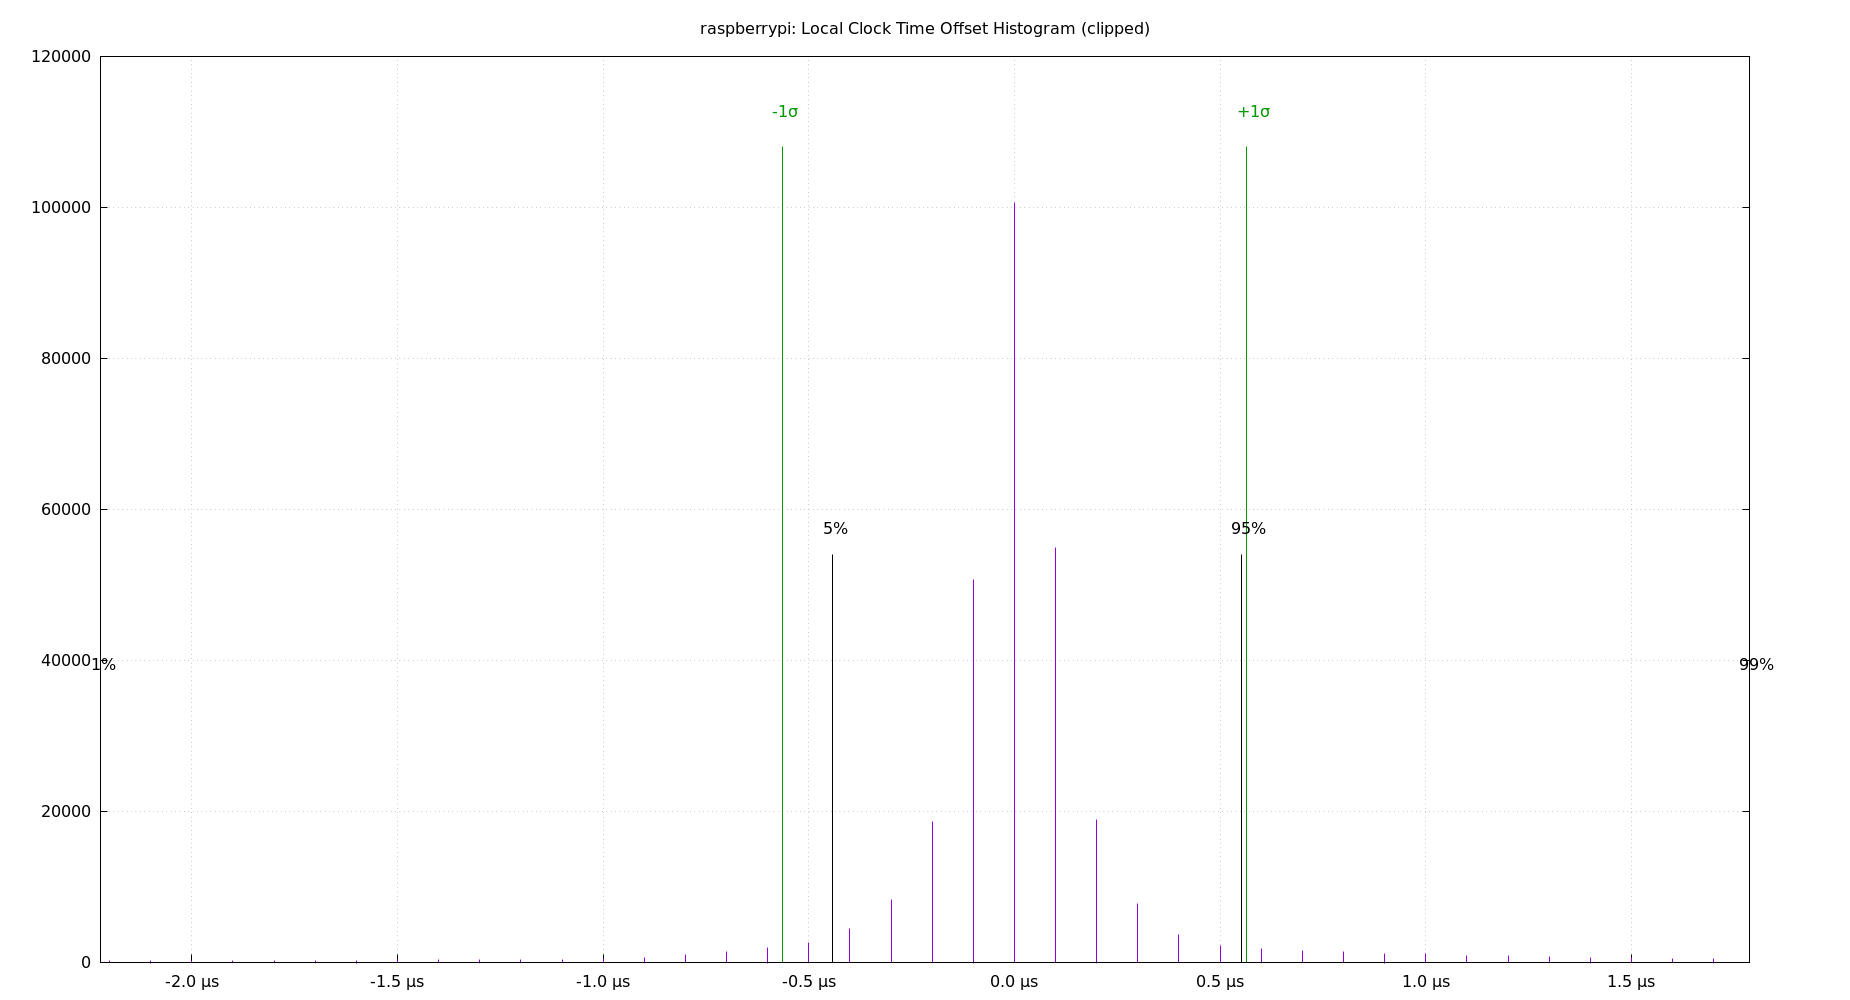 raspberrypi: Local Clock Time Offset Histogram (clipped)
120000
-1σ
+1σ
100000
80000
60000
5%
95%
40000
1%
99%
20000
0
-2.0 µs
-1.5 µs
-1.0 µs
-0.5 µs
0.0 µs
0.5 µs
1.0 µs
1.5 µs